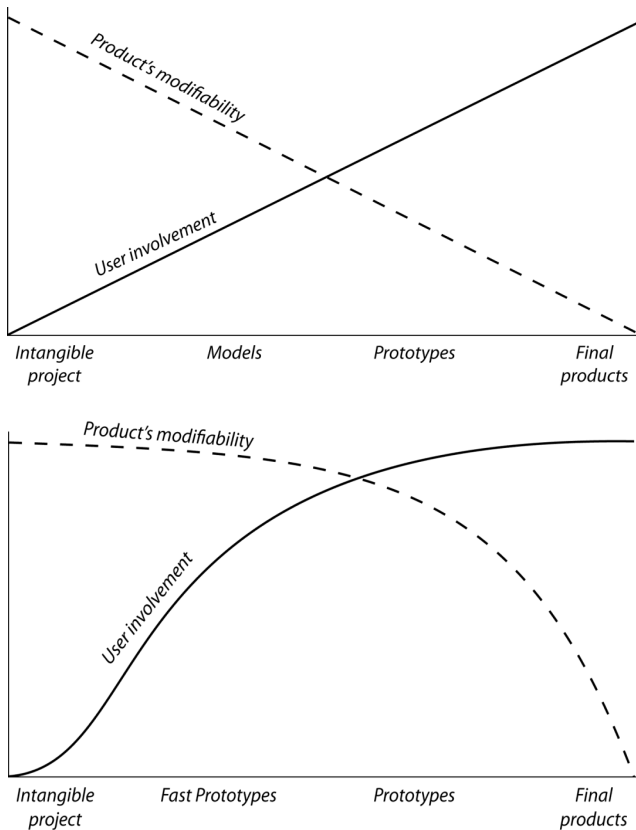 Product's modifiability
User involvement
Intangible
project
Models
Prototypes
Final
products
Product's modifiability
User involvement
Intangible
project
Fast Prototypes
Prototypes
Final
products